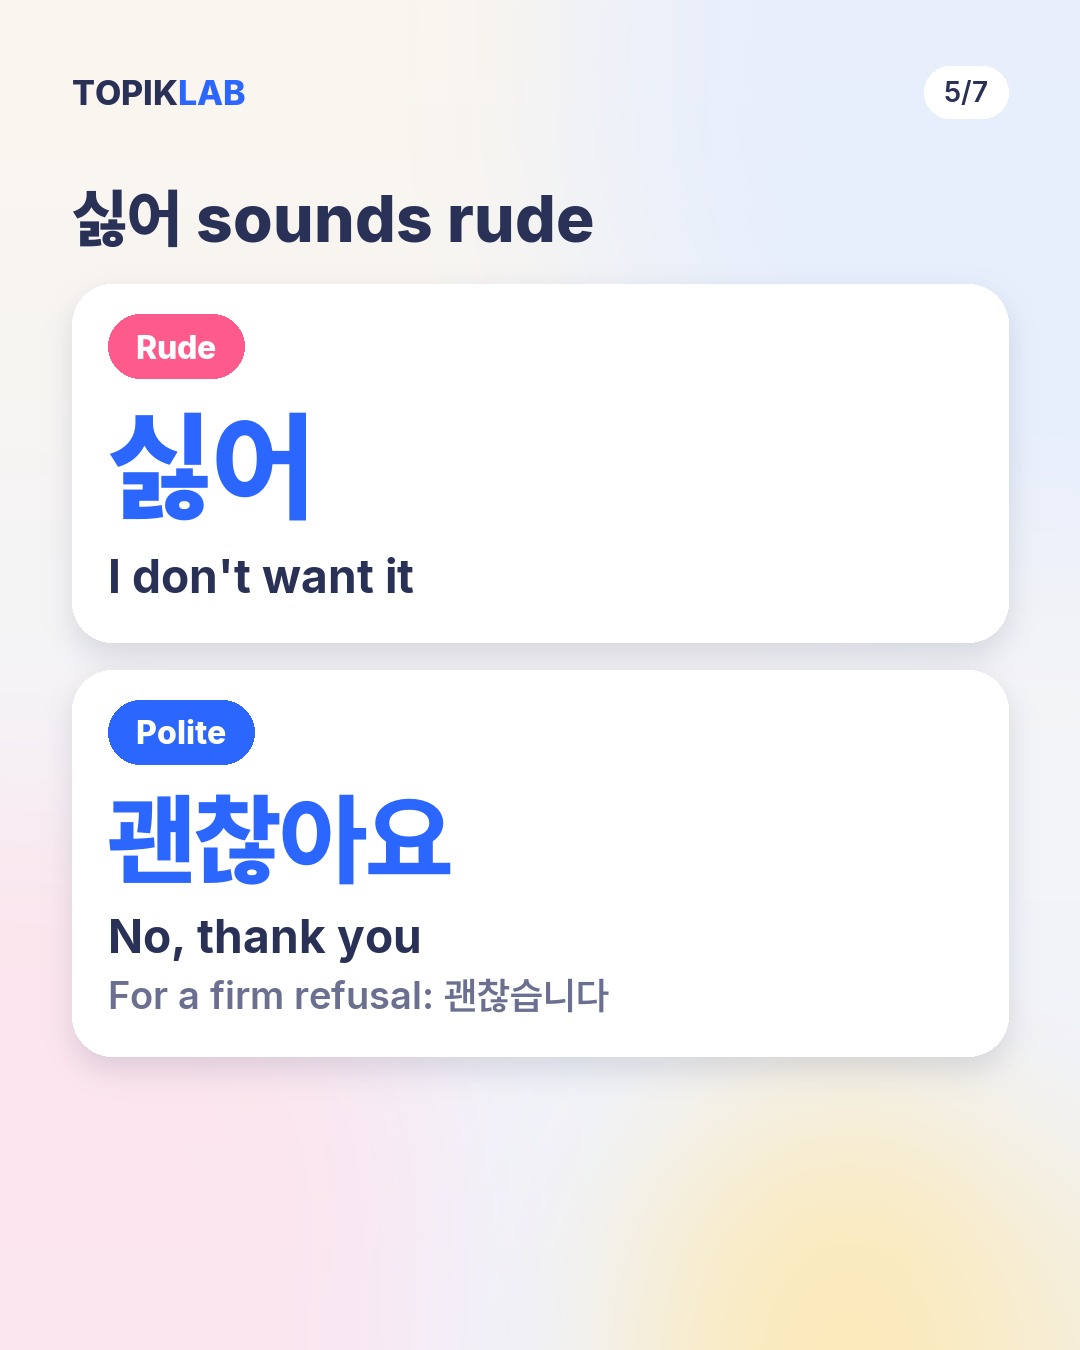 TOPIKLAB
5/7
싫어 sounds rude
Rude
싫어
I don't want it
Polite
괜찮아요
No, thank you
For a firm refusal: 괜찮습니다